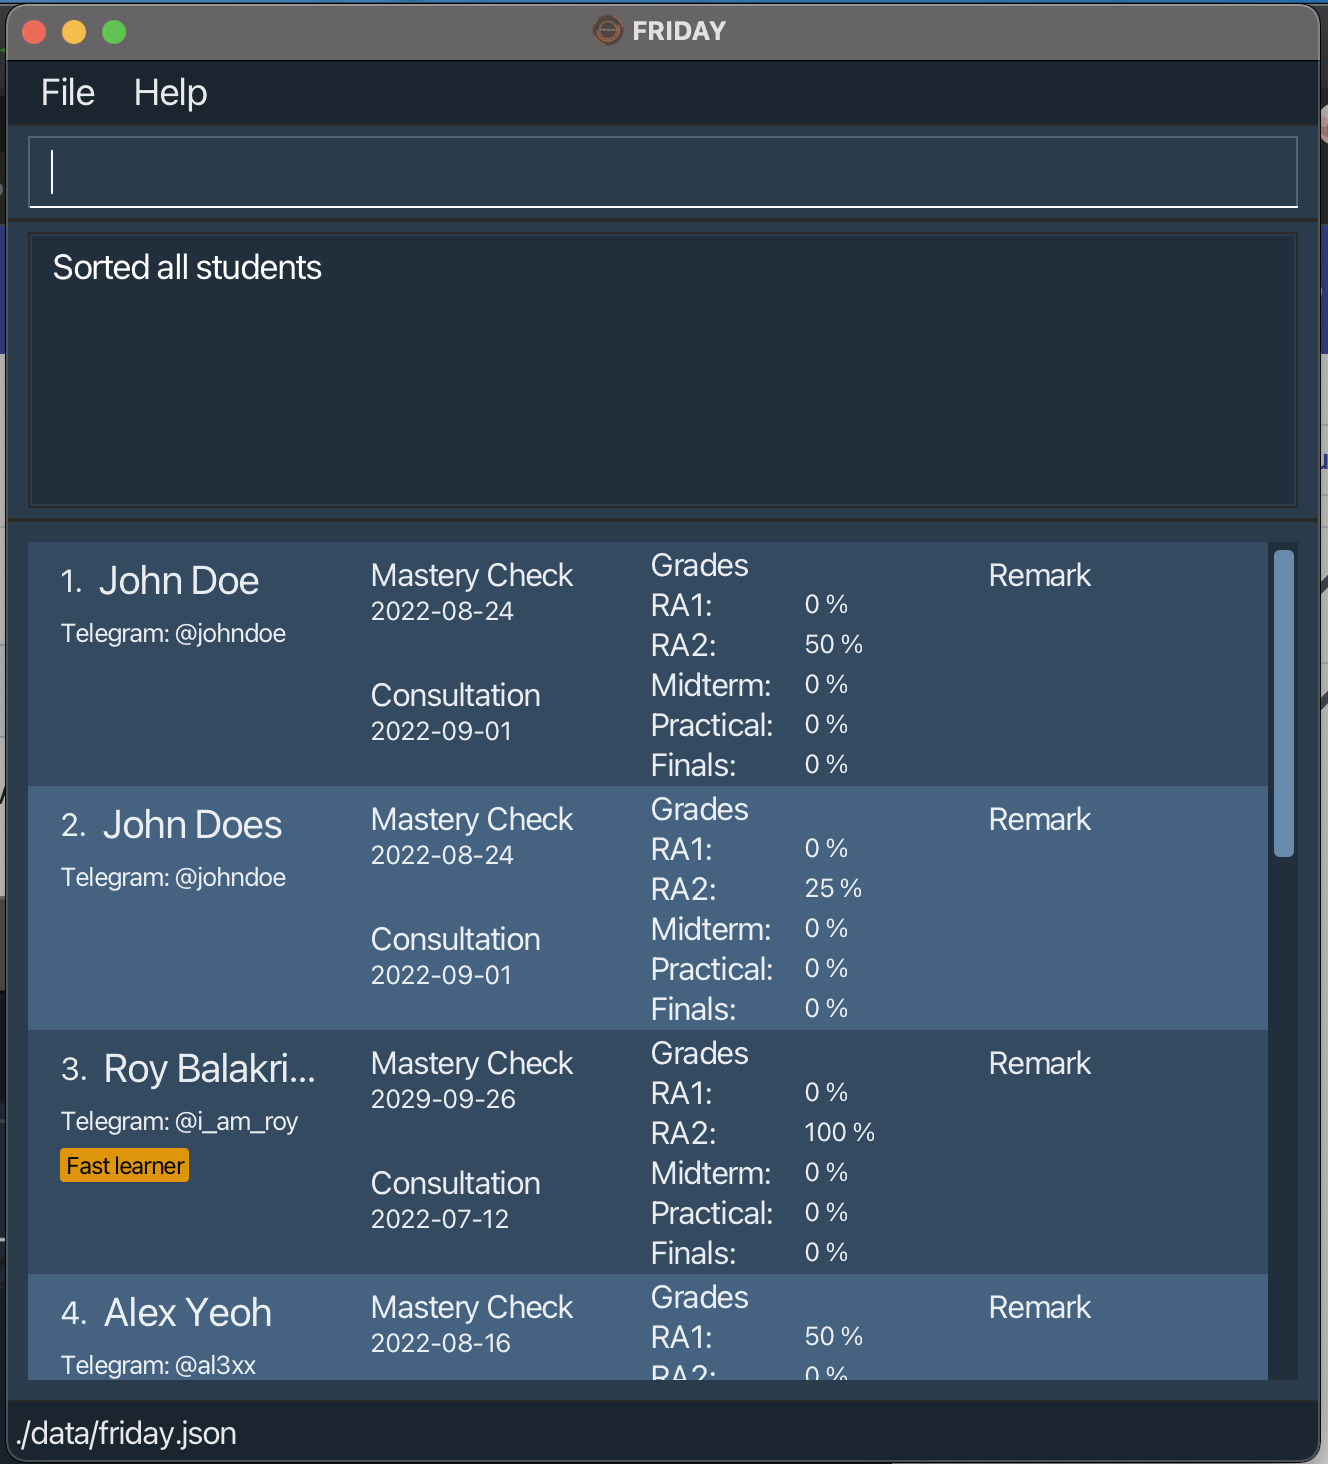 FRIDAY
File Help
Sorted all students
1. John Doe
Telegram: @johndoe
Mastery Check
2022-08-24
Consultation
2022-09-01
Grades
RA1: 0 %
RA2: 50 %
Midterm: 0 %
Practical: 0 %
Finals: 0 %
Remark
2. John Does
Telegram: @johndoe
Mastery Check
2022-08-24
Consultation
2022-09-01
Grades
RA1: 0 %
RA2: 25 %
Midterm: 0 %
Practical: 0 %
Finals: 0 %
Remark
3. Roy Balakri...
Telegram: @i_am_roy
Fast learner
Mastery Check
2029-09-26
Consultation
2022-07-12
Grades
RA1: 0 %
RA2: 100 %
Midterm: 0 %
Practical: 0 %
Finals: 0 %
Remark
4. Alex Yeoh
Telegram: @al3xx
Mastery Check
2022-08-16
Grades
RA1: 50 %
RA2: 0 %
Remark
./data/friday.json